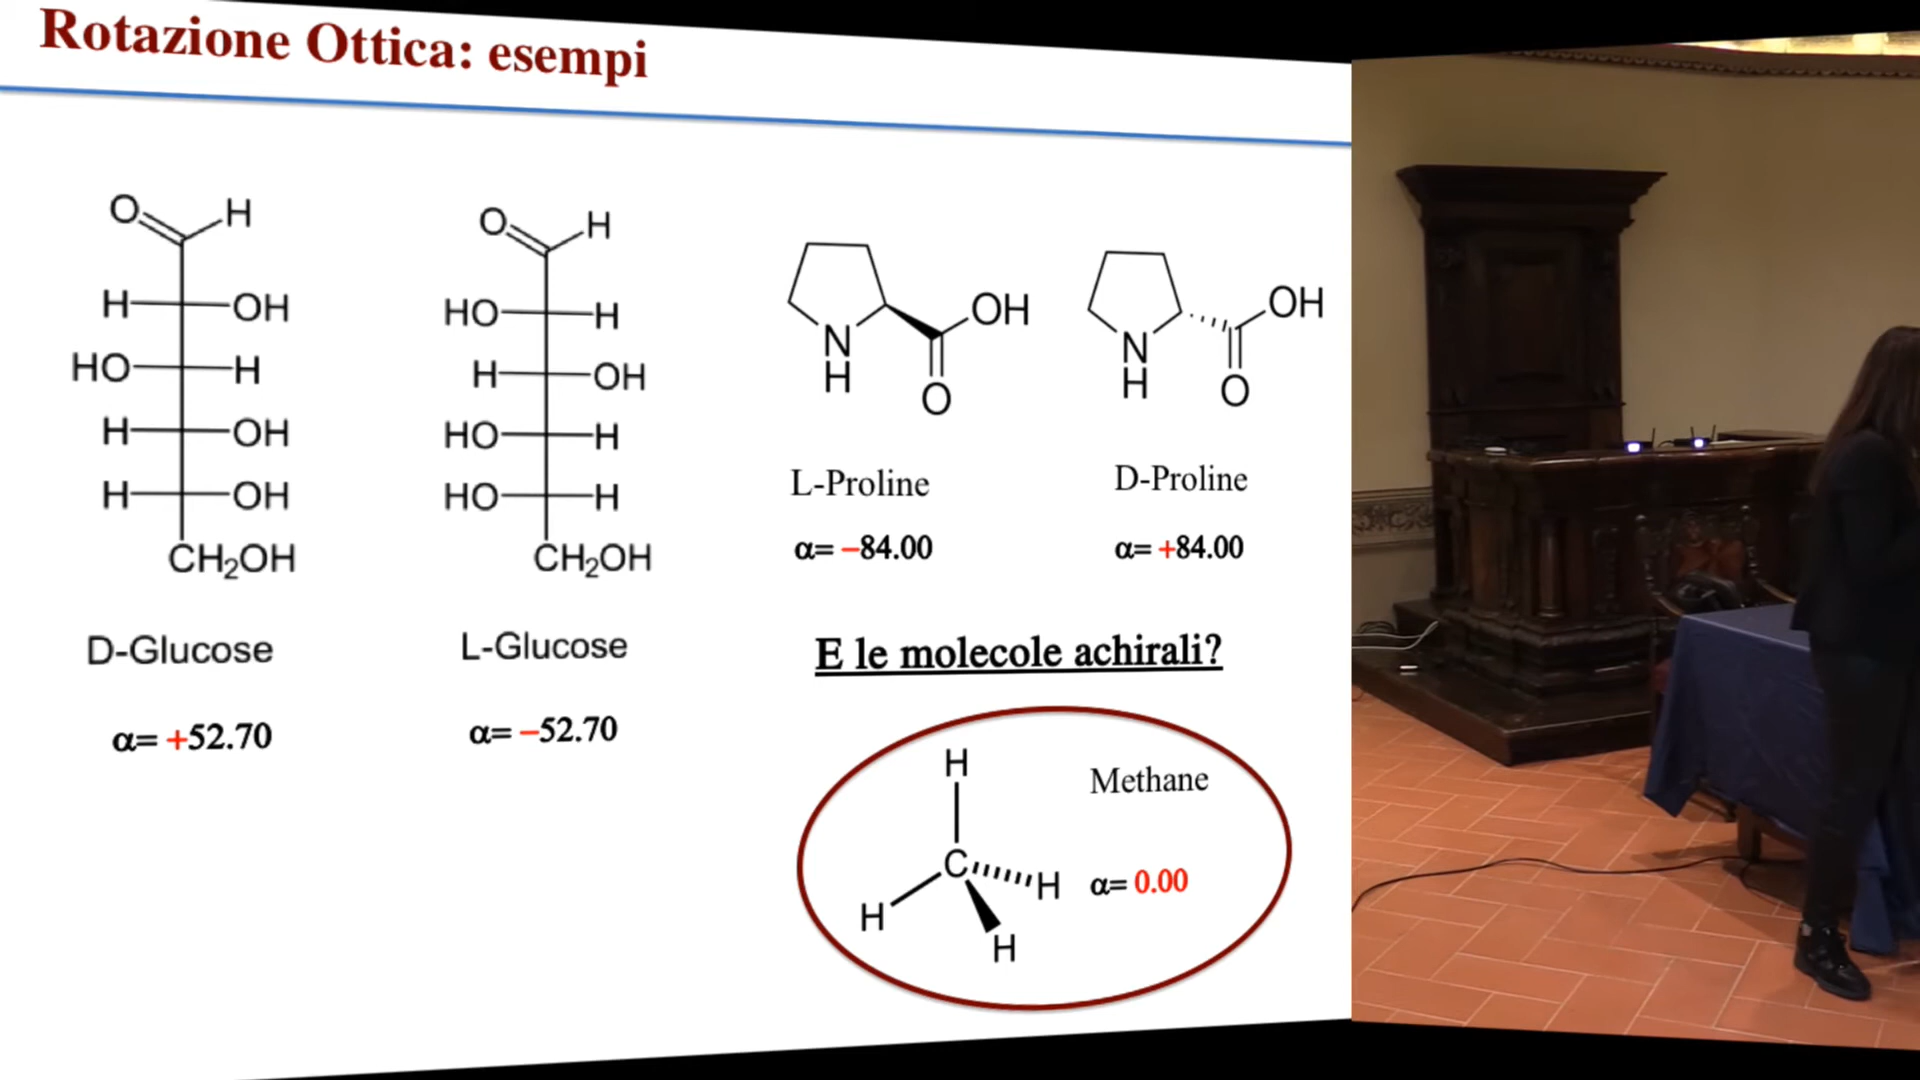 Rotazione Ottica: esempi
O H
H OH
HO H
H OH
H OH
CH₂OH
D-Glucose
α= +52.70
O H
HO H
H OH
HO H
HO H
CH₂OH
L-Glucose
α= −52.70
OH
N
H
O
L-Proline
α= −84.00
OH
N
H
O
D-Proline
α= +84.00
E le molecole achirali?
H
C H
H
H
Methane
α= 0.00